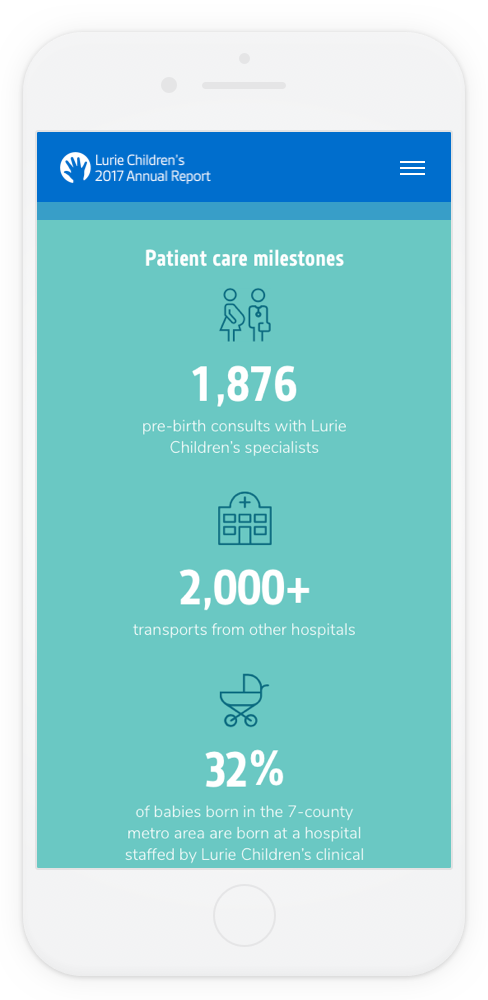 Lurie Children's
2017 Annual Report
Patient care milestones
1,876
pre-birth consults with Lurie
Children's specialists
2,000+
transports from other hospitals
32%
of babies born in the 7-county
metro area are born at a hospital
staffed by Lurie Children's clinical